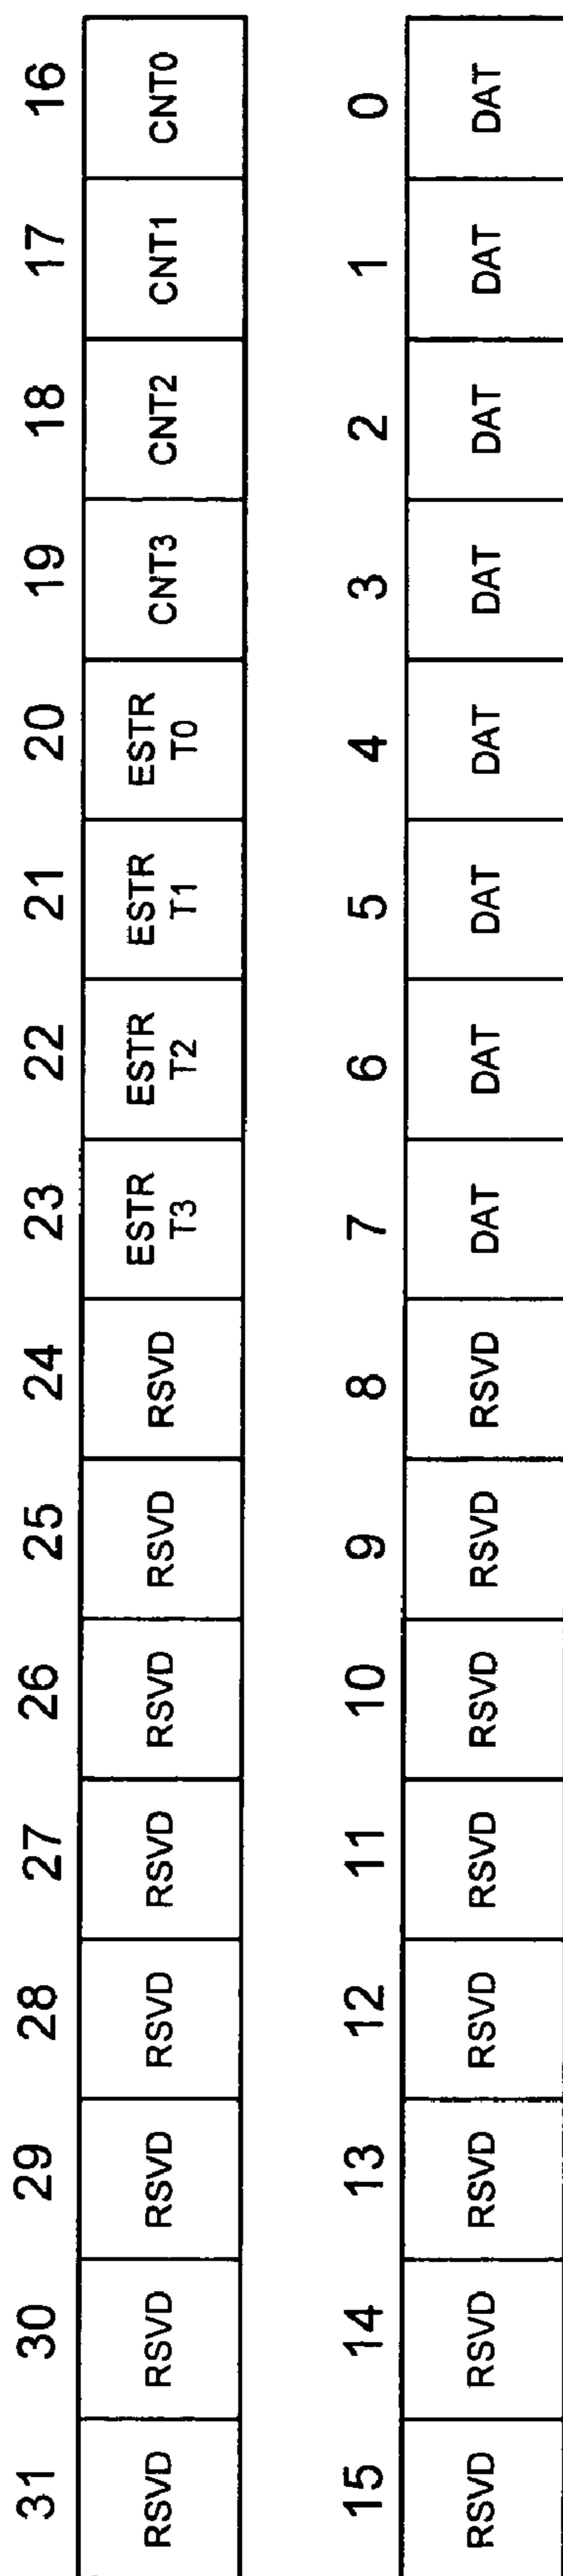 31 30 29 28 27 26 25 24 23 22 21 20 19 18 17 16
RSVD RSVD RSVD RSVD RSVD RSVD RSVD RSVD ESTR T3 ESTR T2 ESTR T1 ESTR T0 CNT3 CNT2 CNT1 CNT0
15 14 13 12 11 10 9 8 7 6 5 4 3 2 1 0
RSVD RSVD RSVD RSVD RSVD RSVD RSVD RSVD DAT DAT DAT DAT DAT DAT DAT DAT